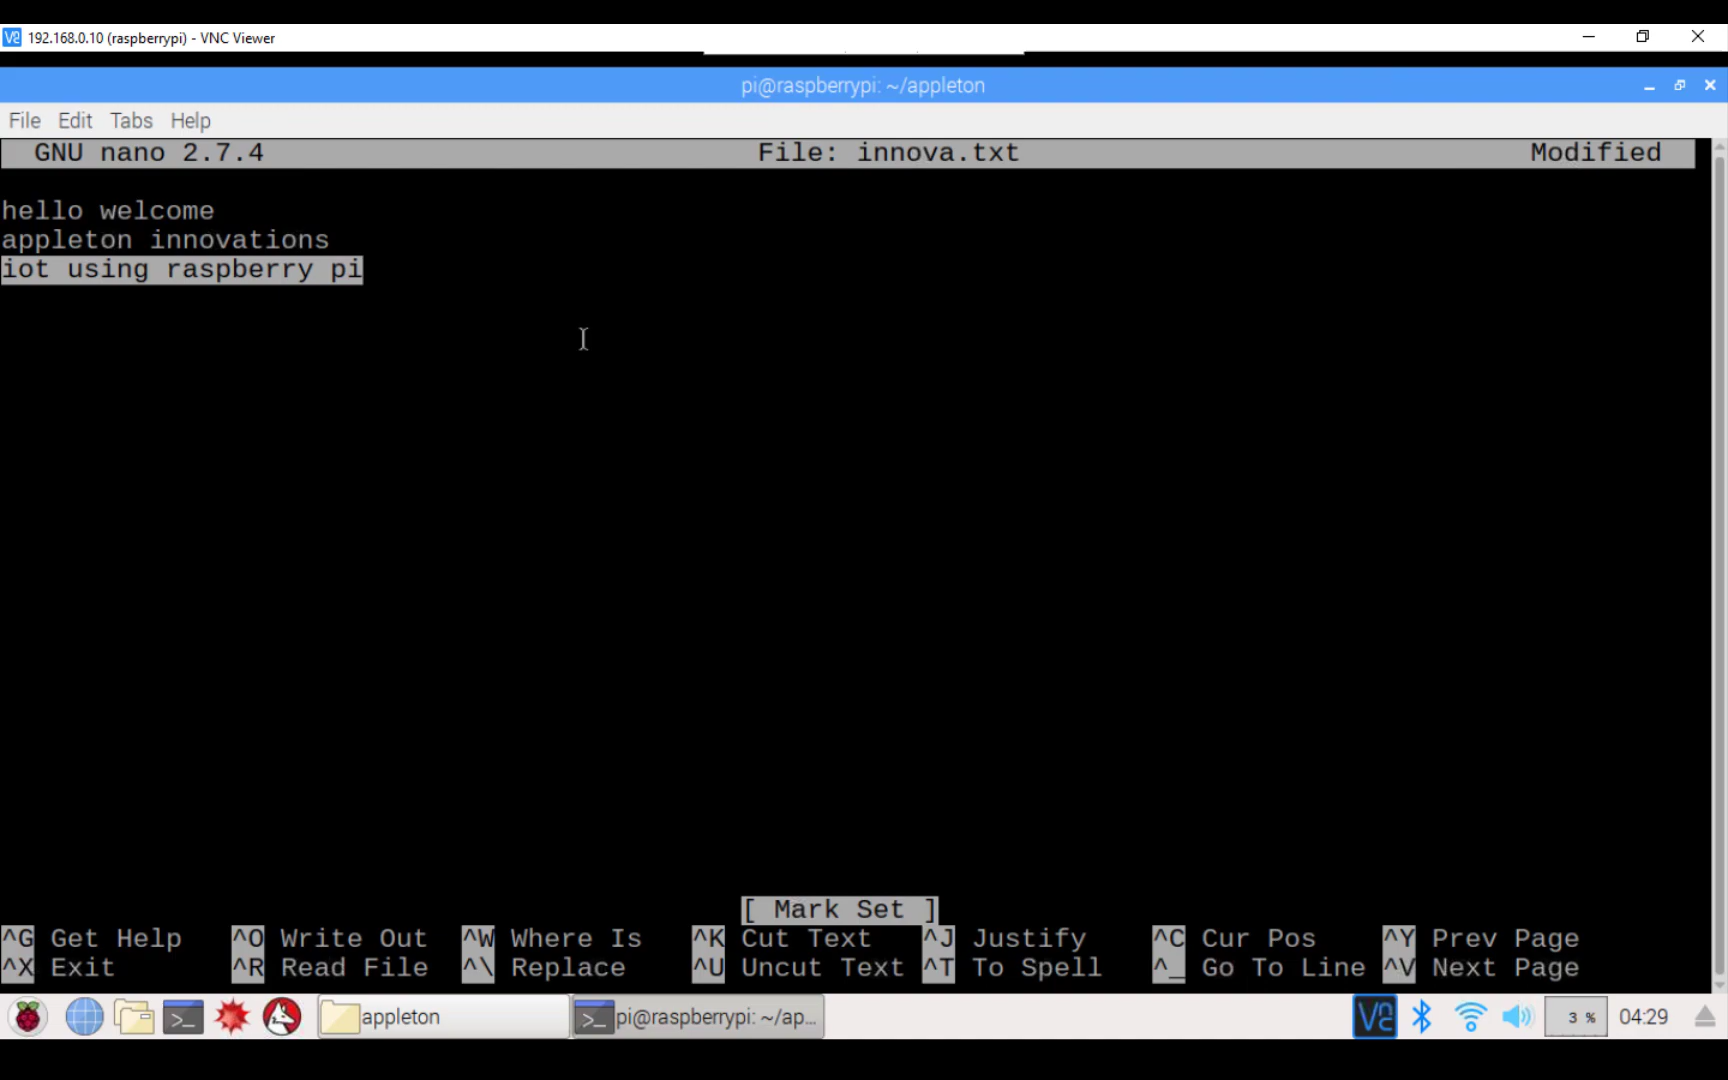 192.168.0.10 (raspberrypi) - VNC Viewer
pi@raspberrypi: ~/appleton
File Edit Tabs Help
GNU nano 2.7.4 File: innova.txt Modified
hello welcome
appleton innovations
iot using raspberry pi
[ Mark Set ]
^G Get Help ^O Write Out ^W Where Is ^K Cut Text ^J Justify ^C Cur Pos ^Y Prev Page
^X Exit ^R Read File ^\ Replace ^U Uncut Text ^T To Spell ^_ Go To Line ^V Next Page
appleton pi@raspberrypi: ~/ap... 3 % 04:29